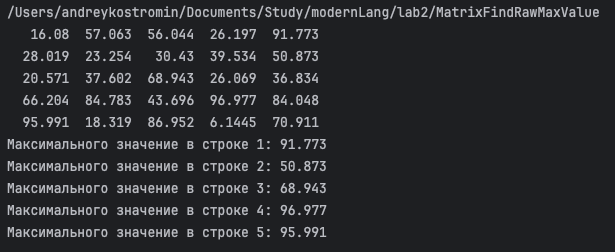 /Users/andreykostromin/Documents/Study/modernLang/lab2/MatrixFindRawMaxValue
16.08 57.063 56.044 26.197 91.773
28.019 23.254 30.43 39.534 50.873
20.571 37.602 68.943 26.069 36.834
66.204 84.783 43.696 96.977 84.048
95.991 18.319 86.952 6.1445 70.911
Максимального значение в строке 1: 91.773
Максимального значение в строке 2: 50.873
Максимального значение в строке 3: 68.943
Максимального значение в строке 4: 96.977
Максимального значение в строке 5: 95.991